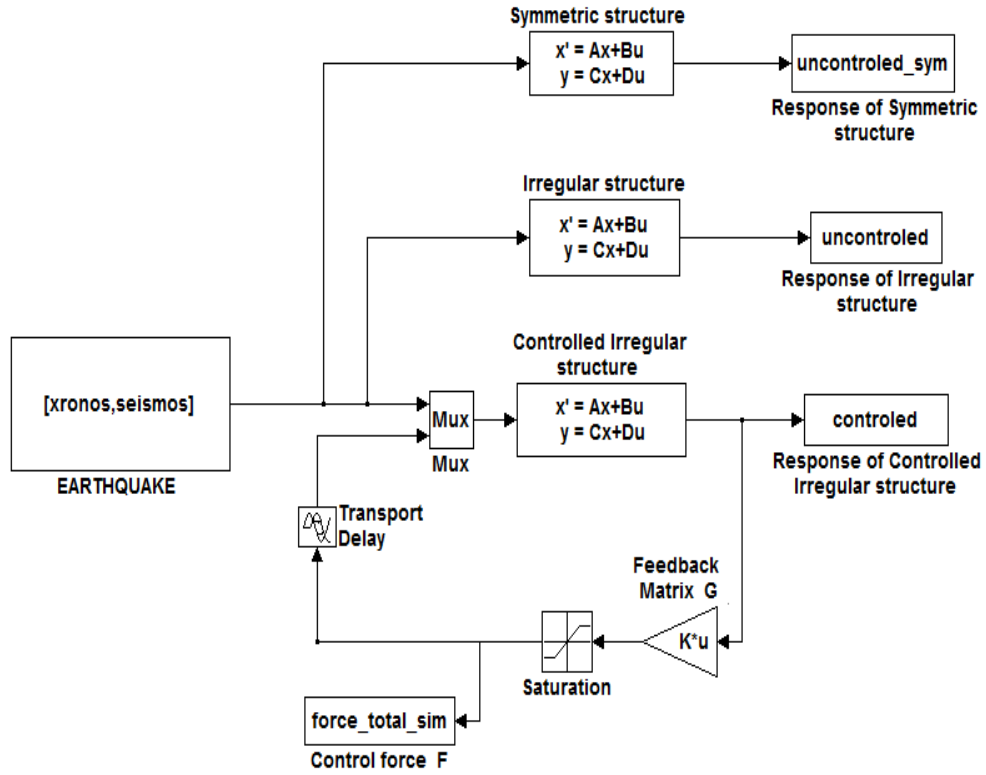 Symmetric structure
x' = Ax+Bu
y = Cx+Du
uncontroled_sym
Response of Symmetric
structure
Irregular structure
x' = Ax+Bu
y = Cx+Du
uncontroled
Response of Irregular
structure
[xronos,seismos]
EARTHQUAKE
Mux
Mux
Controlled Irregular
structure
x' = Ax+Bu
y = Cx+Du
controled
Response of Controlled
Irregular structure
Transport
Delay
Feedback
Matrix G
K*u
Saturation
force_total_sim
Control force F